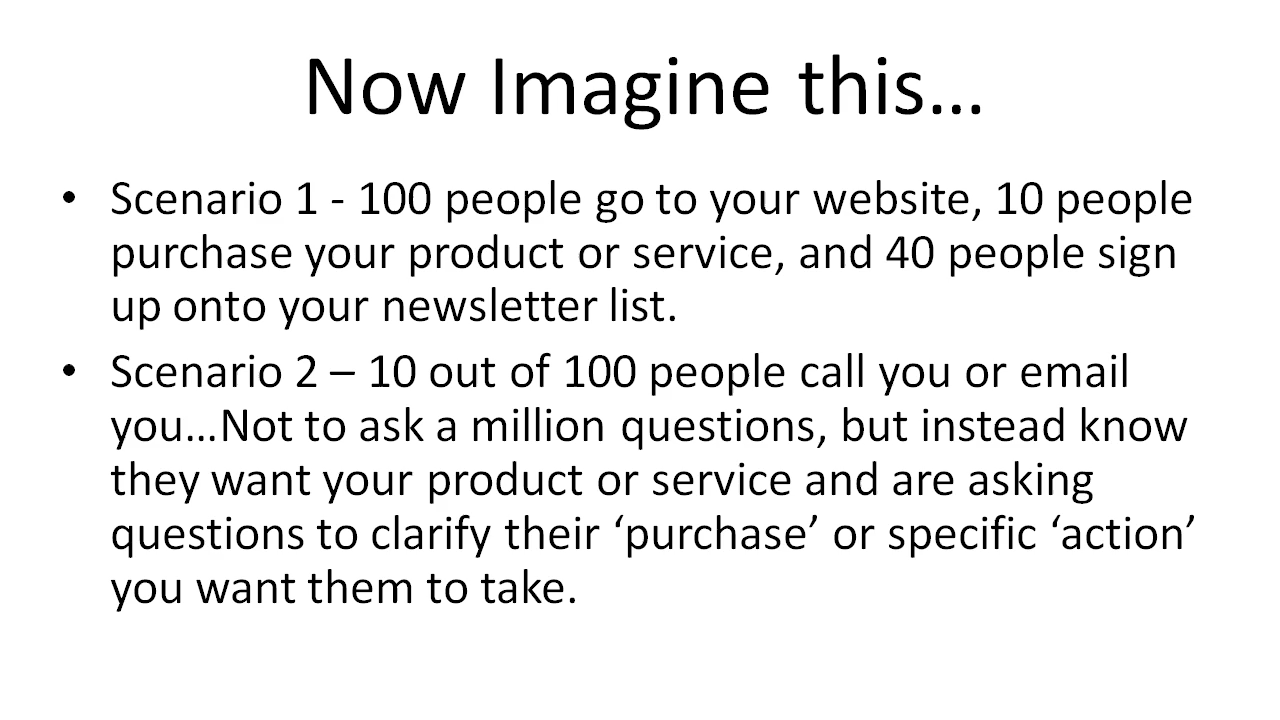 Now Imagine this…
• Scenario 1 - 100 people go to your website, 10 people
purchase your product or service, and 40 people sign
up onto your newsletter list.
• Scenario 2 – 10 out of 100 people call you or email
you…Not to ask a million questions, but instead know
they want your product or service and are asking
questions to clarify their ‘purchase’ or specific ‘action’
you want them to take.